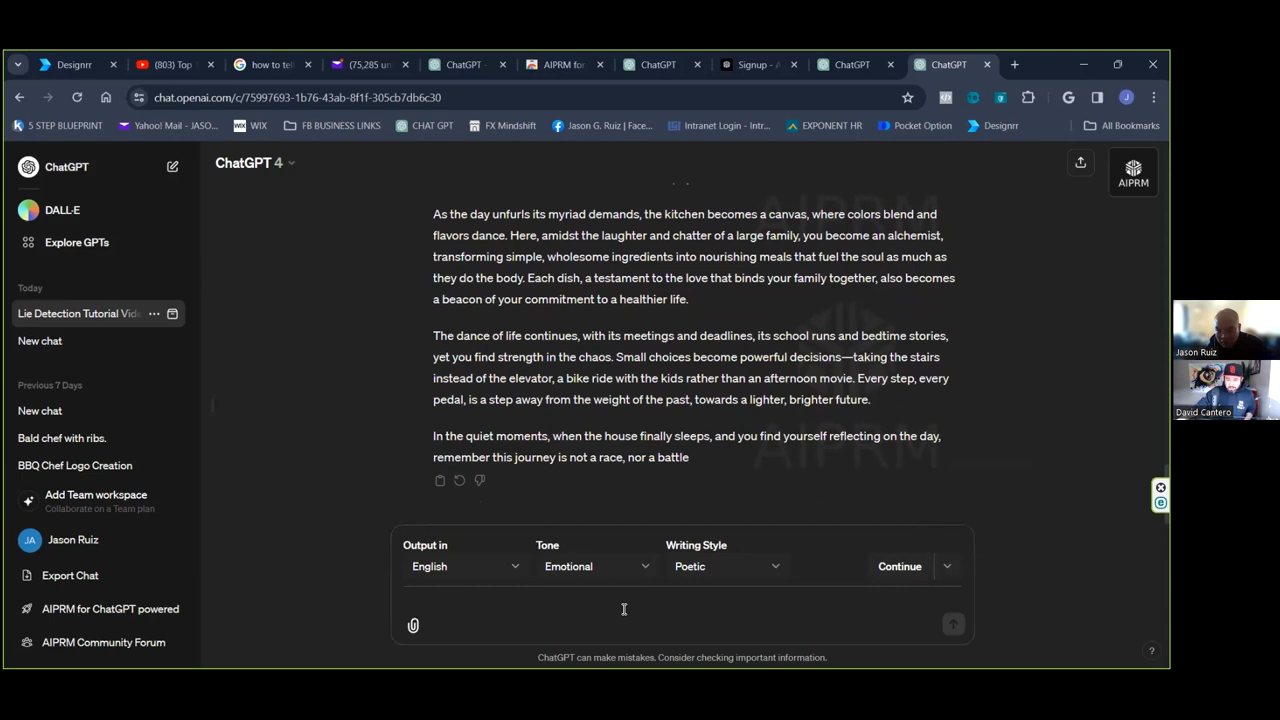 Designrr
(803) Top
how to tell
(75,285 un
ChatGPT
AIPRM for
ChatGPT
Signup - A
ChatGPT
ChatGPT
chat.openai.com/c/75997693-1b76-43ab-8f1f-305cb7db6c30
5 STEP BLUEPRINT
Yahoo! Mail - JASO...
WIX
FB BUSINESS LINKS
CHAT GPT
FX Mindshift
Jason G. Ruiz | Face...
Intranet Login - Intr...
EXPONENT HR
Pocket Option
Designrr
All Bookmarks
ChatGPT
DALL·E
Explore GPTs
Today
Lie Detection Tutorial Vid
New chat
Previous 7 Days
New chat
Bald chef with ribs.
BBQ Chef Logo Creation
Add Team workspace
Collaborate on a Team plan
JA Jason Ruiz
Export Chat
AIPRM for ChatGPT powered
AIPRM Community Forum
ChatGPT 4
AIPRM
As the day unfurls its myriad demands, the kitchen becomes a canvas, where colors blend and
flavors dance. Here, amidst the laughter and chatter of a large family, you become an alchemist,
transforming simple, wholesome ingredients into nourishing meals that fuel the soul as much as
they do the body. Each dish, a testament to the love that binds your family together, also becomes
a beacon of your commitment to a healthier life.
The dance of life continues, with its meetings and deadlines, its school runs and bedtime stories,
yet you find strength in the chaos. Small choices become powerful decisions—taking the stairs
instead of the elevator, a bike ride with the kids rather than an afternoon movie. Every step, every
pedal, is a step away from the weight of the past, towards a lighter, brighter future.
In the quiet moments, when the house finally sleeps, and you find yourself reflecting on the day,
remember this journey is not a race, nor a battle
AIPRM
AIPRM
Output in
Tone
Writing Style
English
Emotional
Poetic
Continue
ChatGPT can make mistakes. Consider checking important information.
?
Jason Ruiz
David Cantero